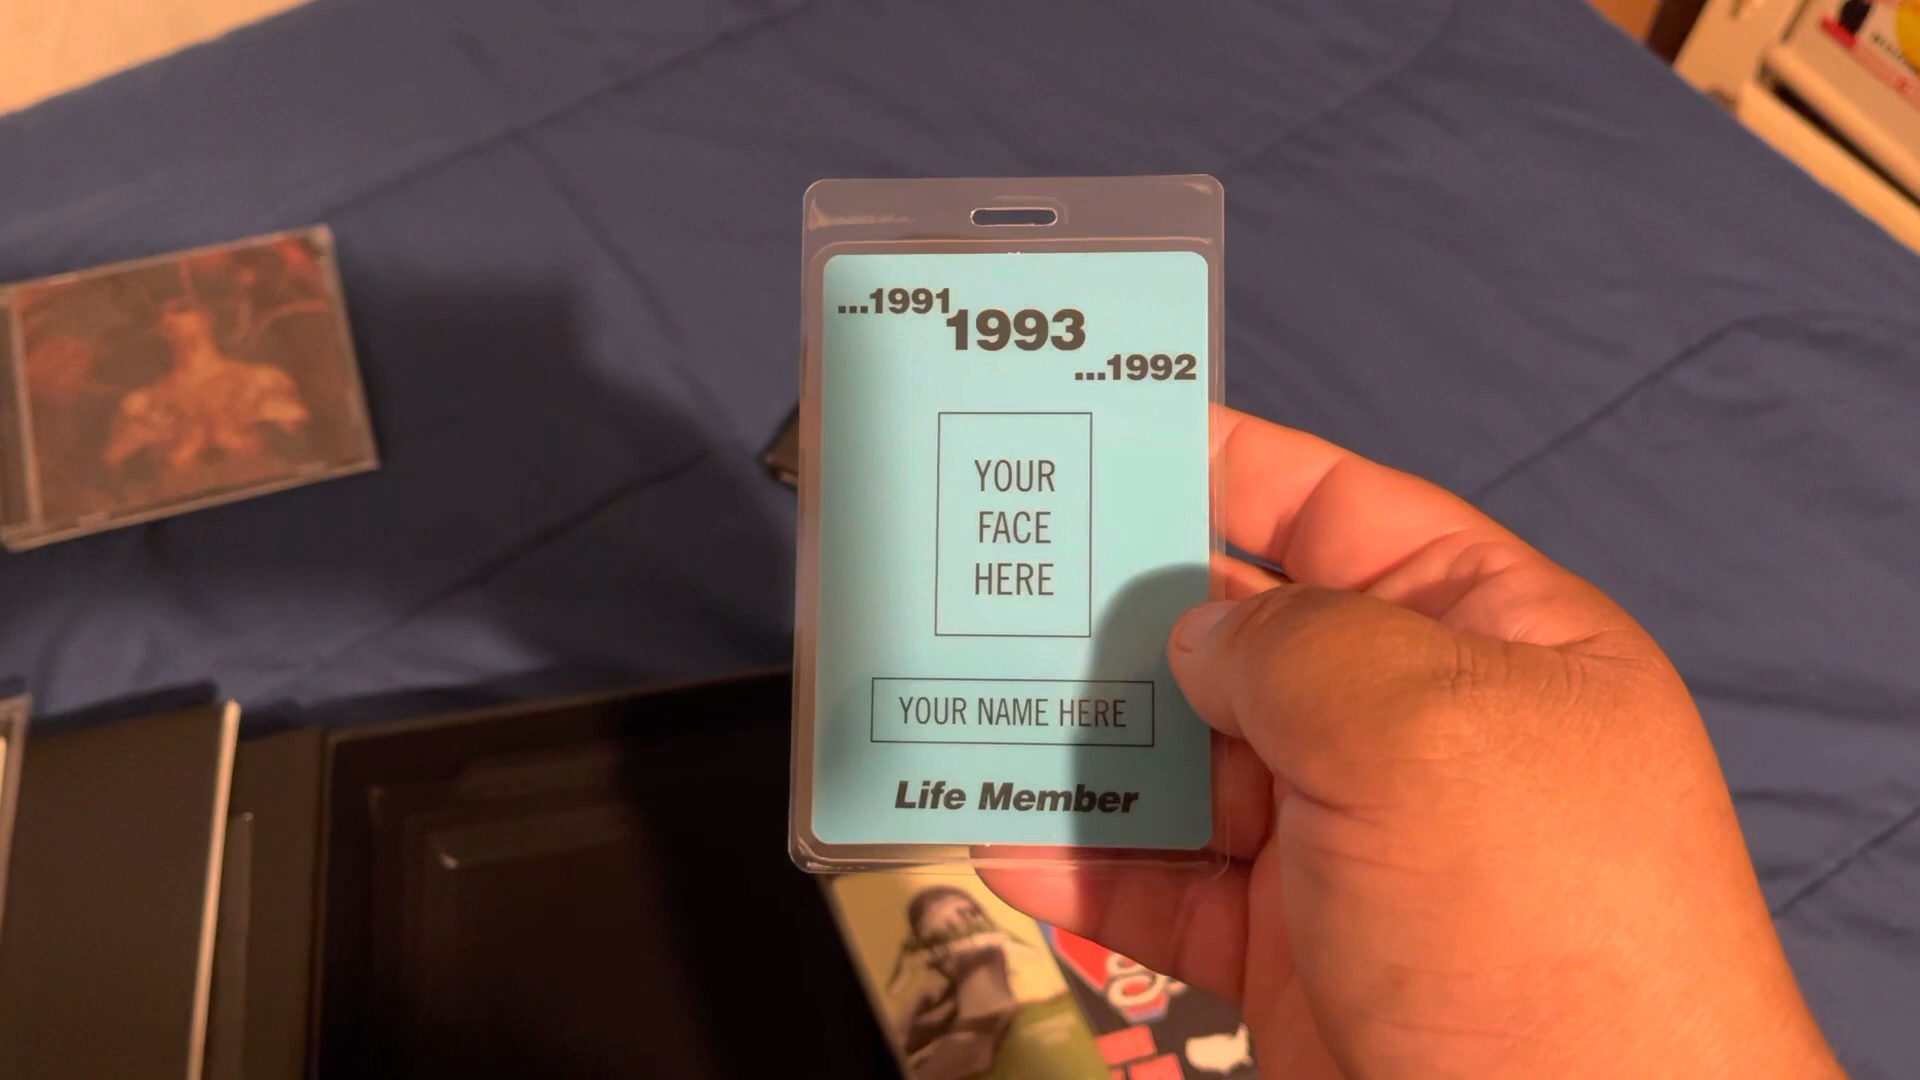 ...1991
1993
...1992
YOUR
FACE
HERE
YOUR NAME HERE
Life Member